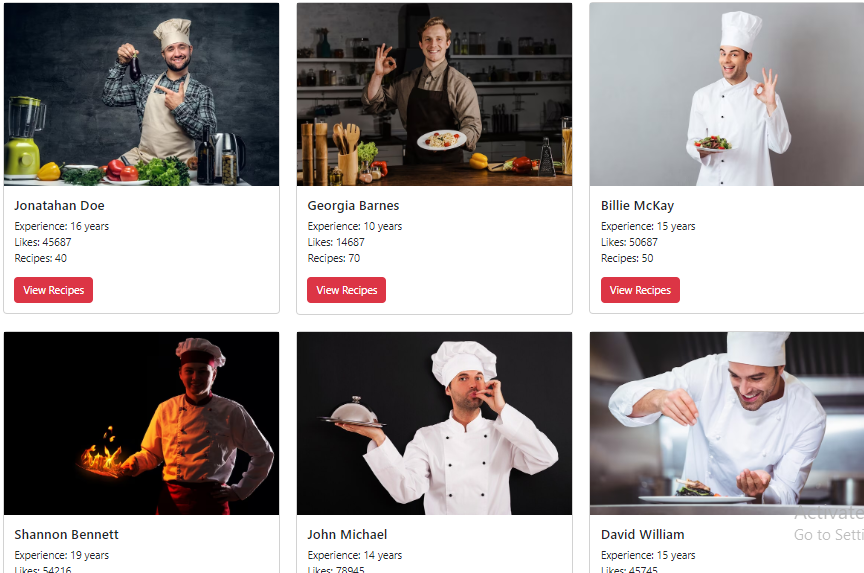 Jonatahan Doe
Experience: 16 years
Likes: 45687
Recipes: 40
View Recipes
Georgia Barnes
Experience: 10 years
Likes: 14687
Recipes: 70
View Recipes
Billie McKay
Experience: 15 years
Likes: 50687
Recipes: 50
View Recipes
Shannon Bennett
Experience: 19 years
Likes: 54216
John Michael
Experience: 14 years
Likes: 78945
David William
Experience: 15 years
Likes: 45745
Activate
Go to Setti